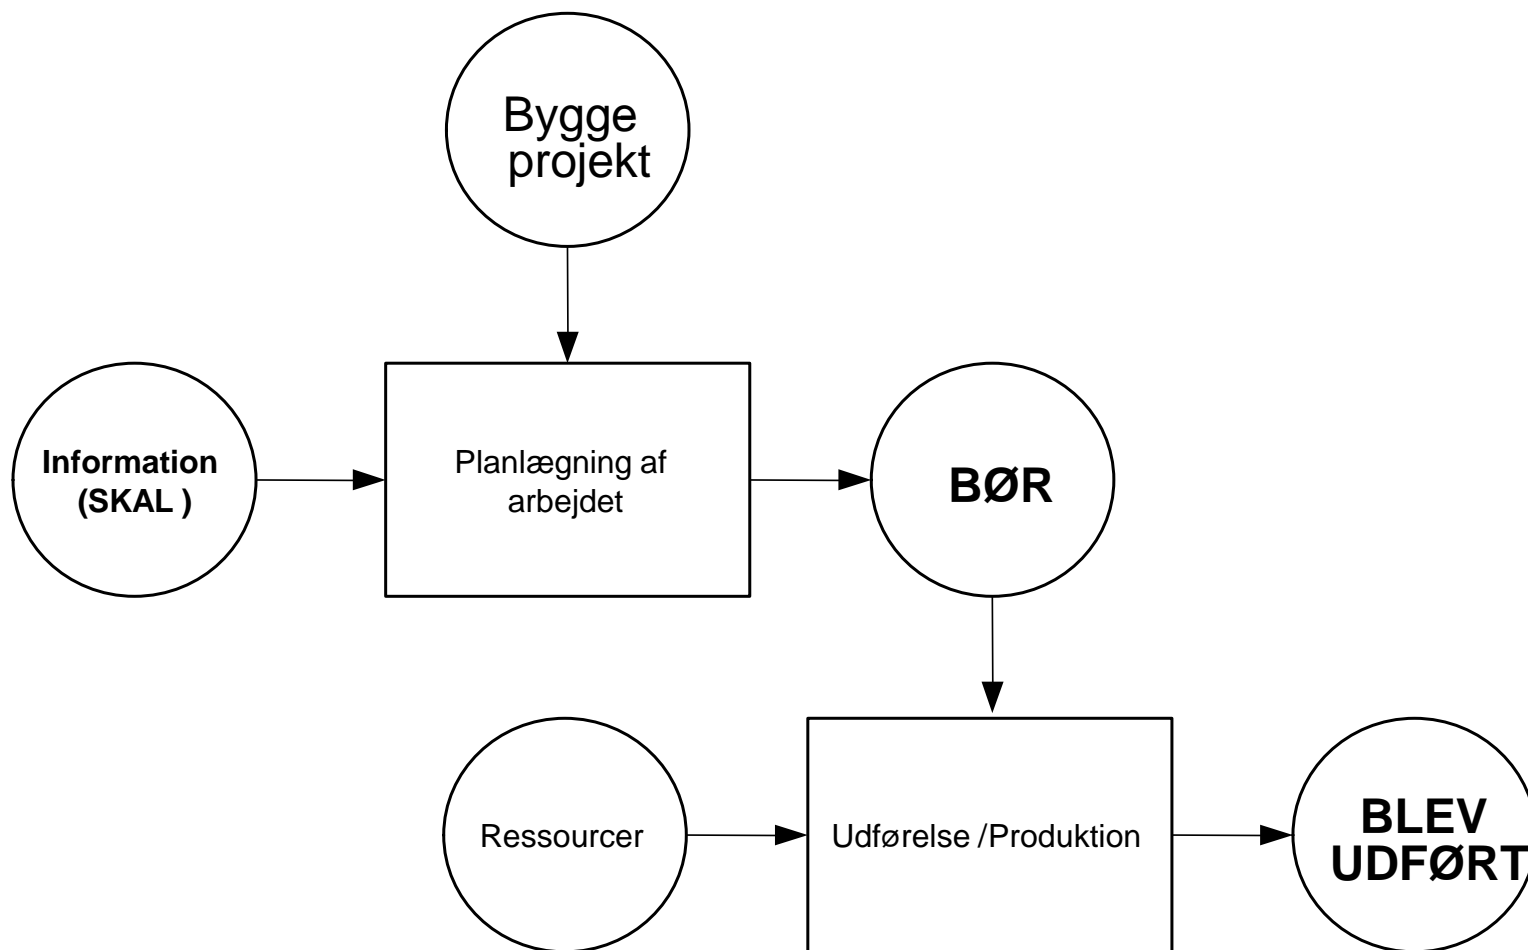 Bygge
projekt
Information
(SKAL )
Planlægning af
arbejdet
BØR
Ressourcer
Udførelse /Produktion
BLEV
UDFØRT